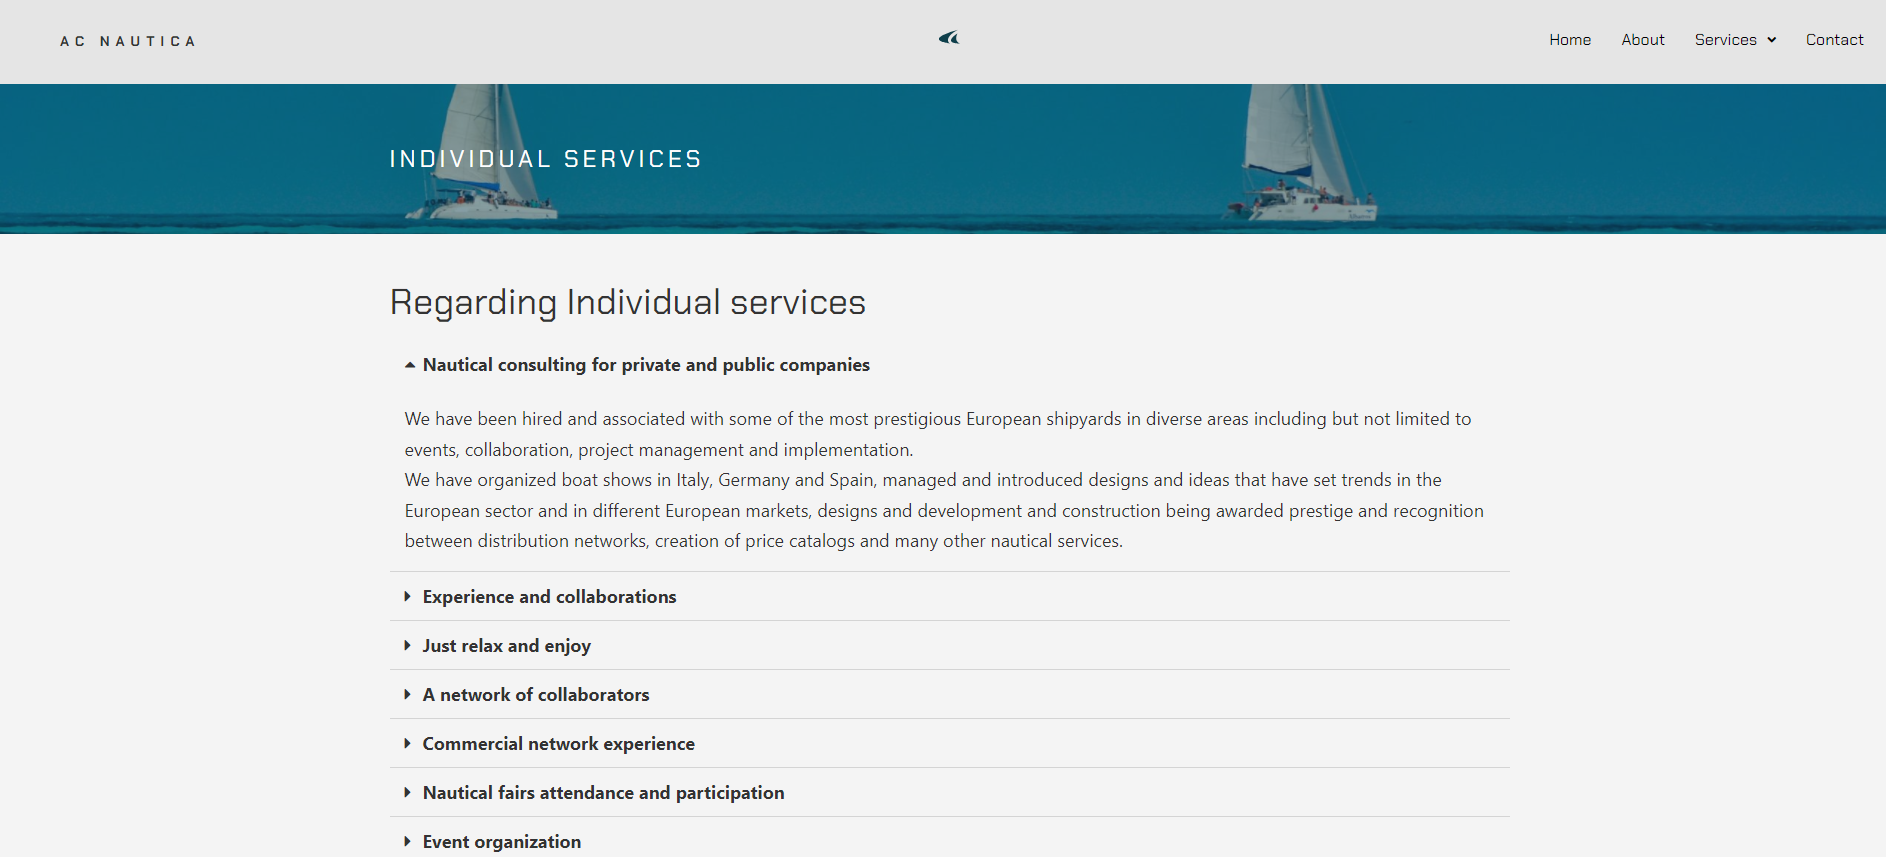 AC NAUTICA
Home
About
Services
Contact
INDIVIDUAL SERVICES
Regarding Individual services
Nautical consulting for private and public companies
We have been hired and associated with some of the most prestigious European shipyards in diverse areas including but not limited to
events, collaboration, project management and implementation.
We have organized boat shows in Italy, Germany and Spain, managed and introduced designs and ideas that have set trends in the
European sector and in different European markets, designs and development and construction being awarded prestige and recognition
between distribution networks, creation of price catalogs and many other nautical services.
Experience and collaborations
Just relax and enjoy
A network of collaborators
Commercial network experience
Nautical fairs attendance and participation
Event organization